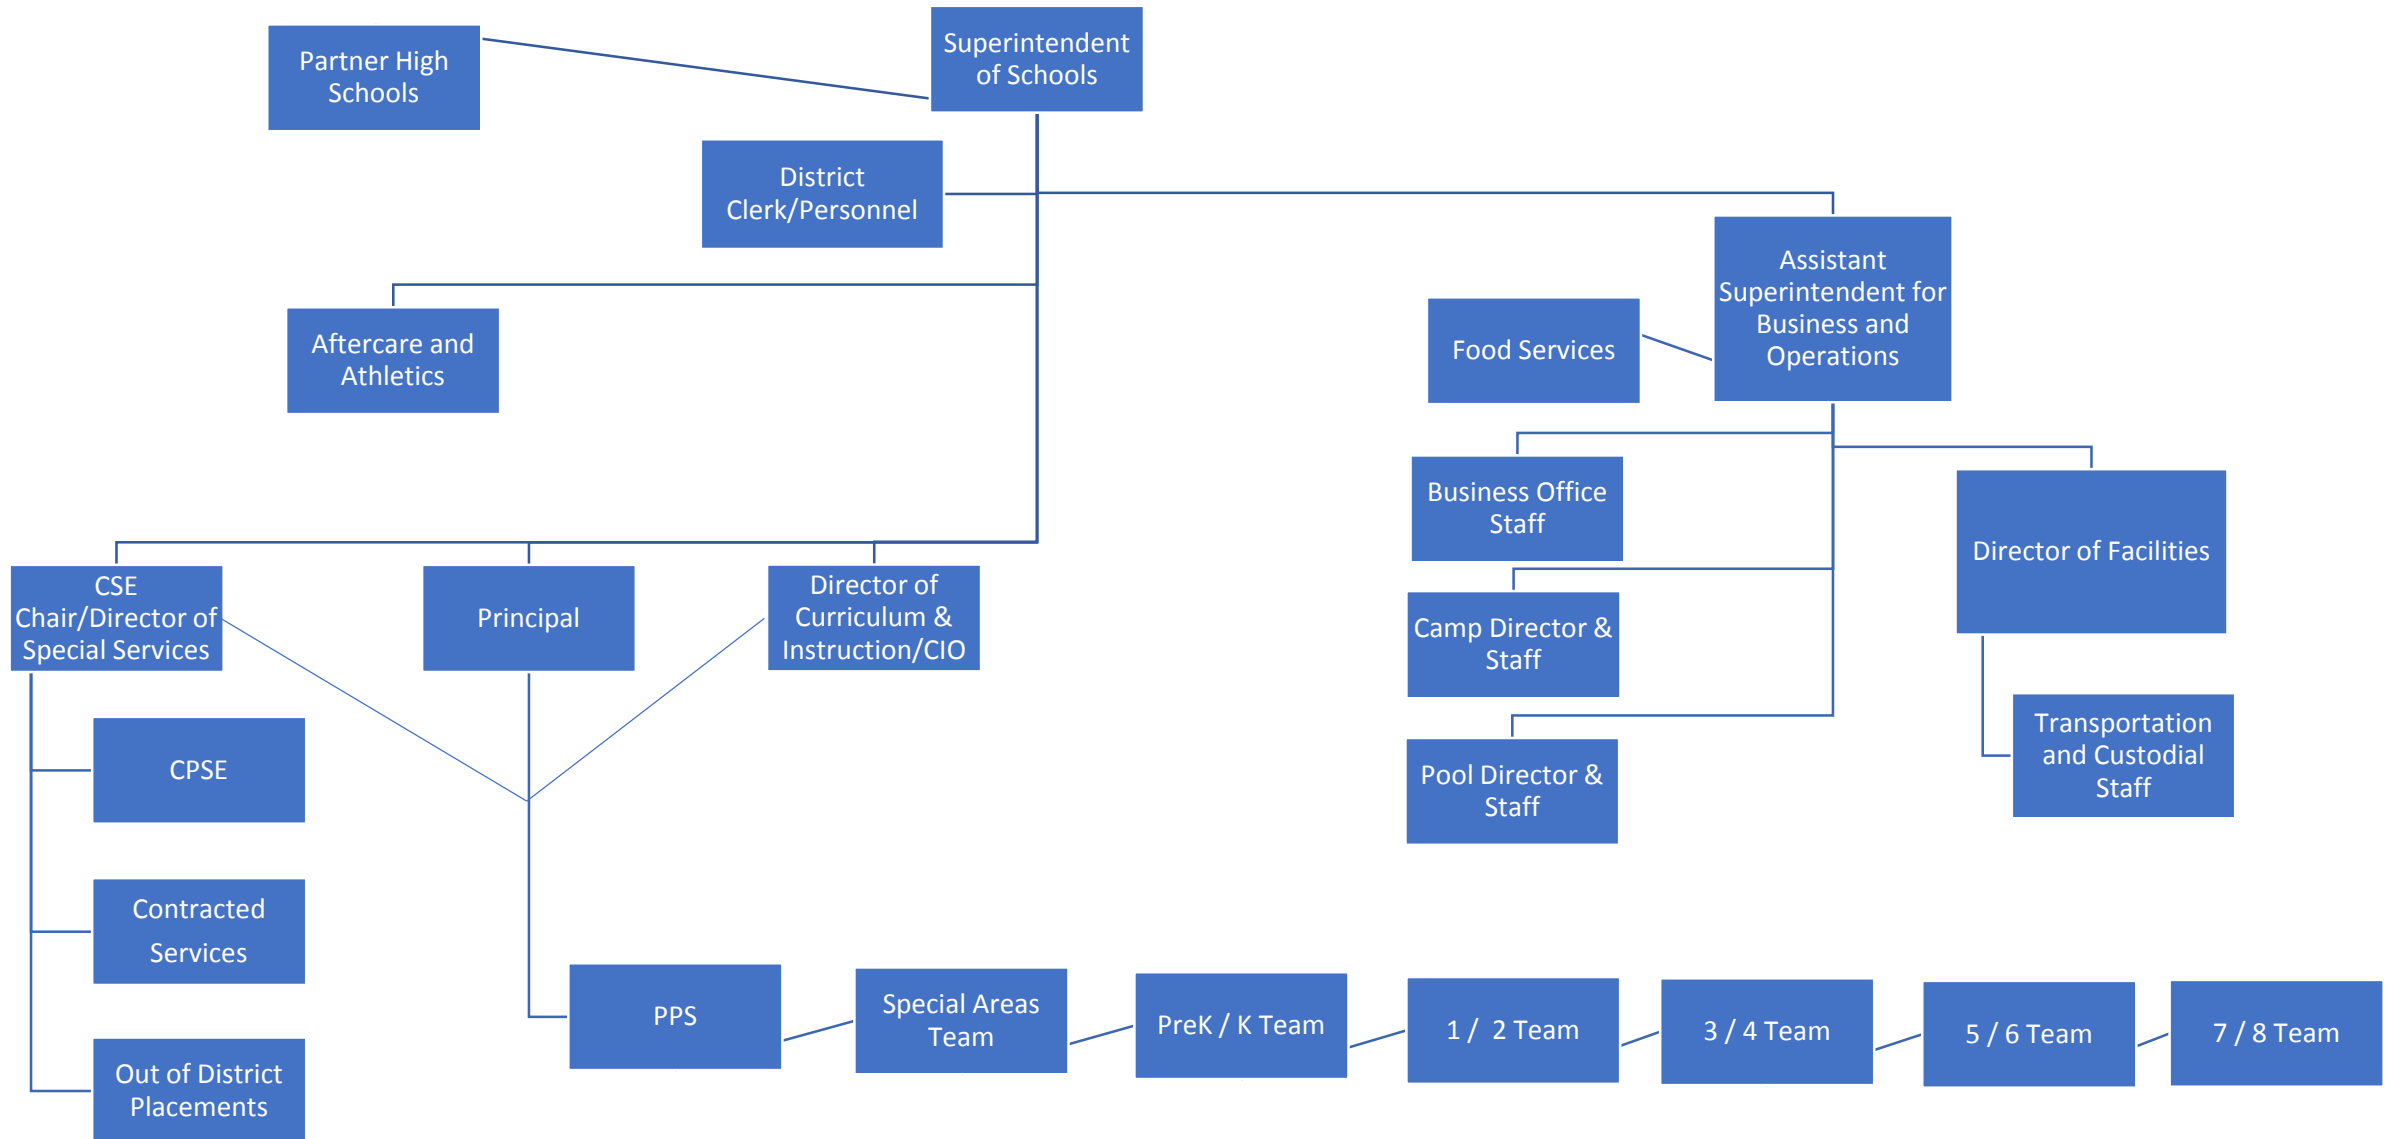 Superintendent
of Schools
Partner High
Schools
District
Clerk/Personnel
Assistant
Superintendent for
Business and
Operations
Aftercare and
Athletics
Food Services
Business Office
Staff
Director of Facilities
CSE
Chair/Director of
Special Services
Principal
Director of
Curriculum &
Instruction/CIO
Camp Director &
Staff
Transportation
and Custodial
Staff
CPSE
Pool Director &
Staff
Contracted
Services
PPS
Special Areas
Team
PreK / K Team
1 /  2 Team
3 / 4 Team
5 / 6 Team
7 / 8 Team
Out of District
Placements